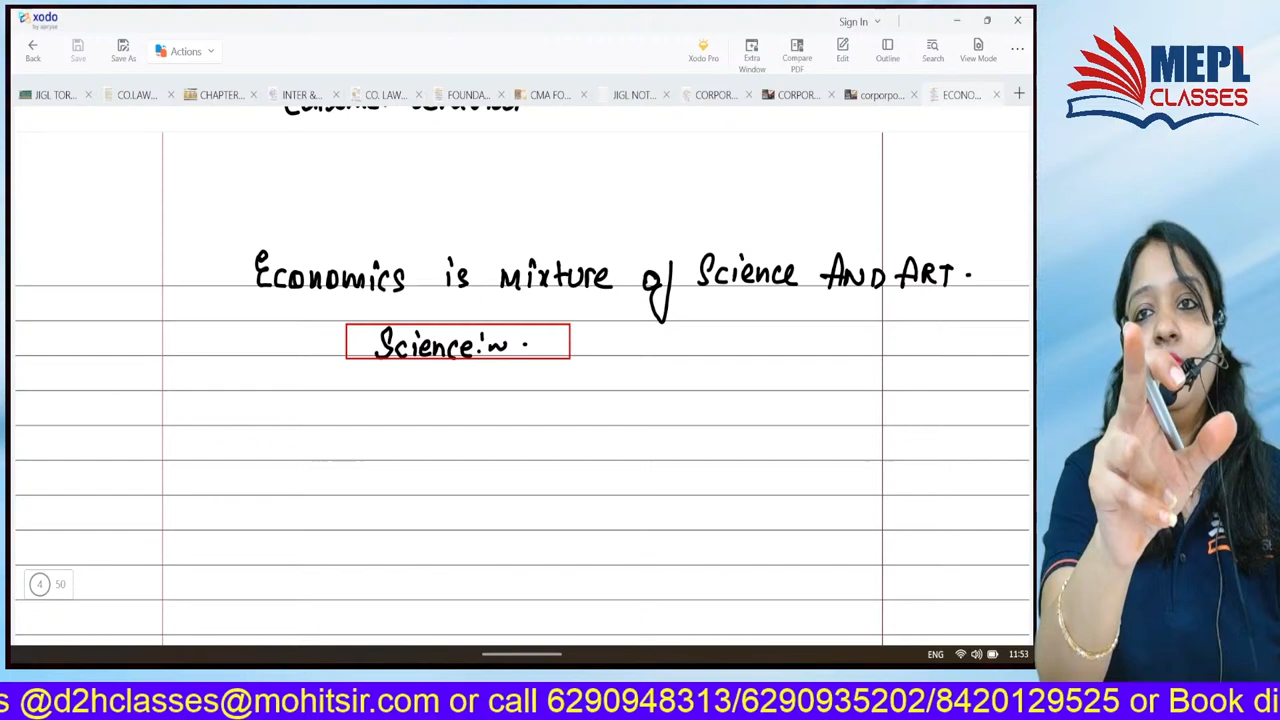 xodo
by apryse
Sign In
Back
Save
Save As
Actions
Xodo Pro
Extra Window
Compare PDF
Edit
Outline
Search
View Mode
JIGL TOR...
CO.LAW...
CHAPTER...
INTER &...
CO.LAW...
FOUNDA...
CMA FO...
JIGL NOT...
CORPOR...
CORPOR...
corporpo...
ECONO...
MEPL
CLASSES
Economics is mixture of Science AND ART.
Science:~ .
4 50
ENG 11:53
s @d2hclasses@mohitsir.com or call 6290948313/6290935202/8420129525 or Book di